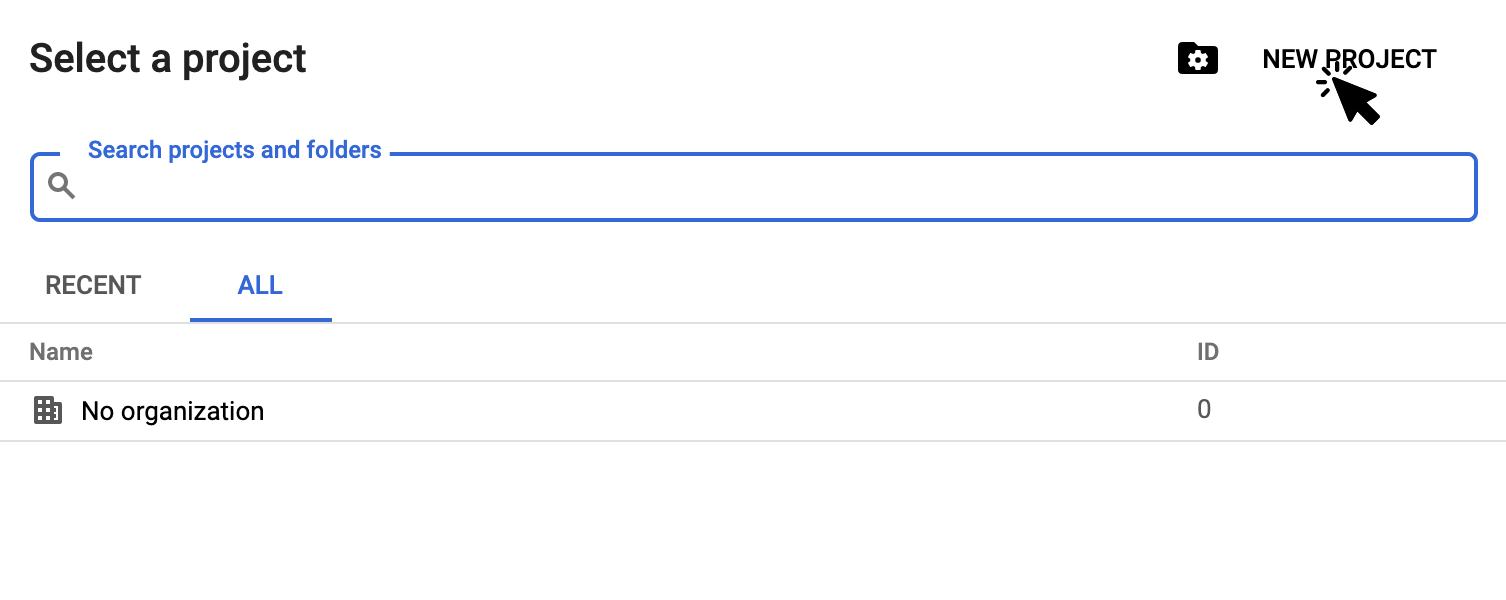 Select a project
NEW PROJECT
Search projects and folders
RECENT ALL
Name ID
No organization 0